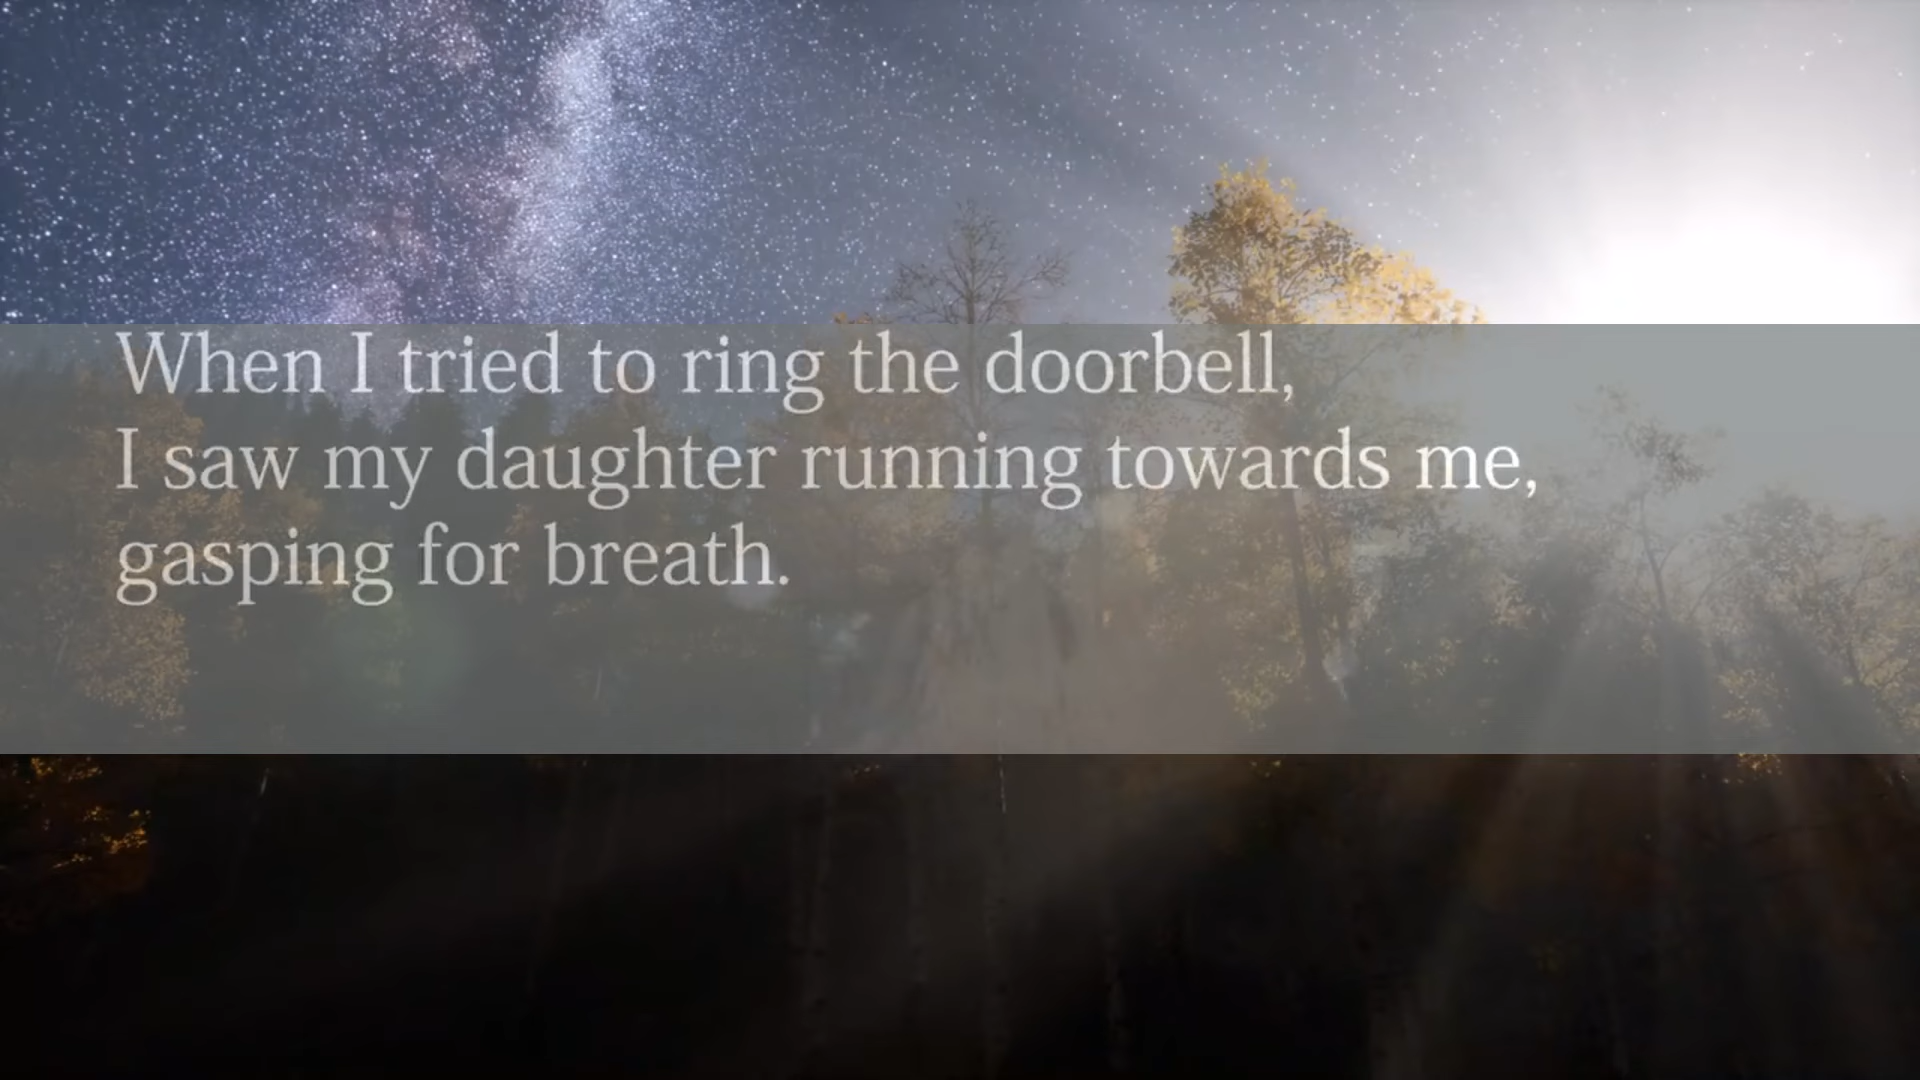 When I tried to ring the doorbell,
I saw my daughter running towards me,
gasping for breath.